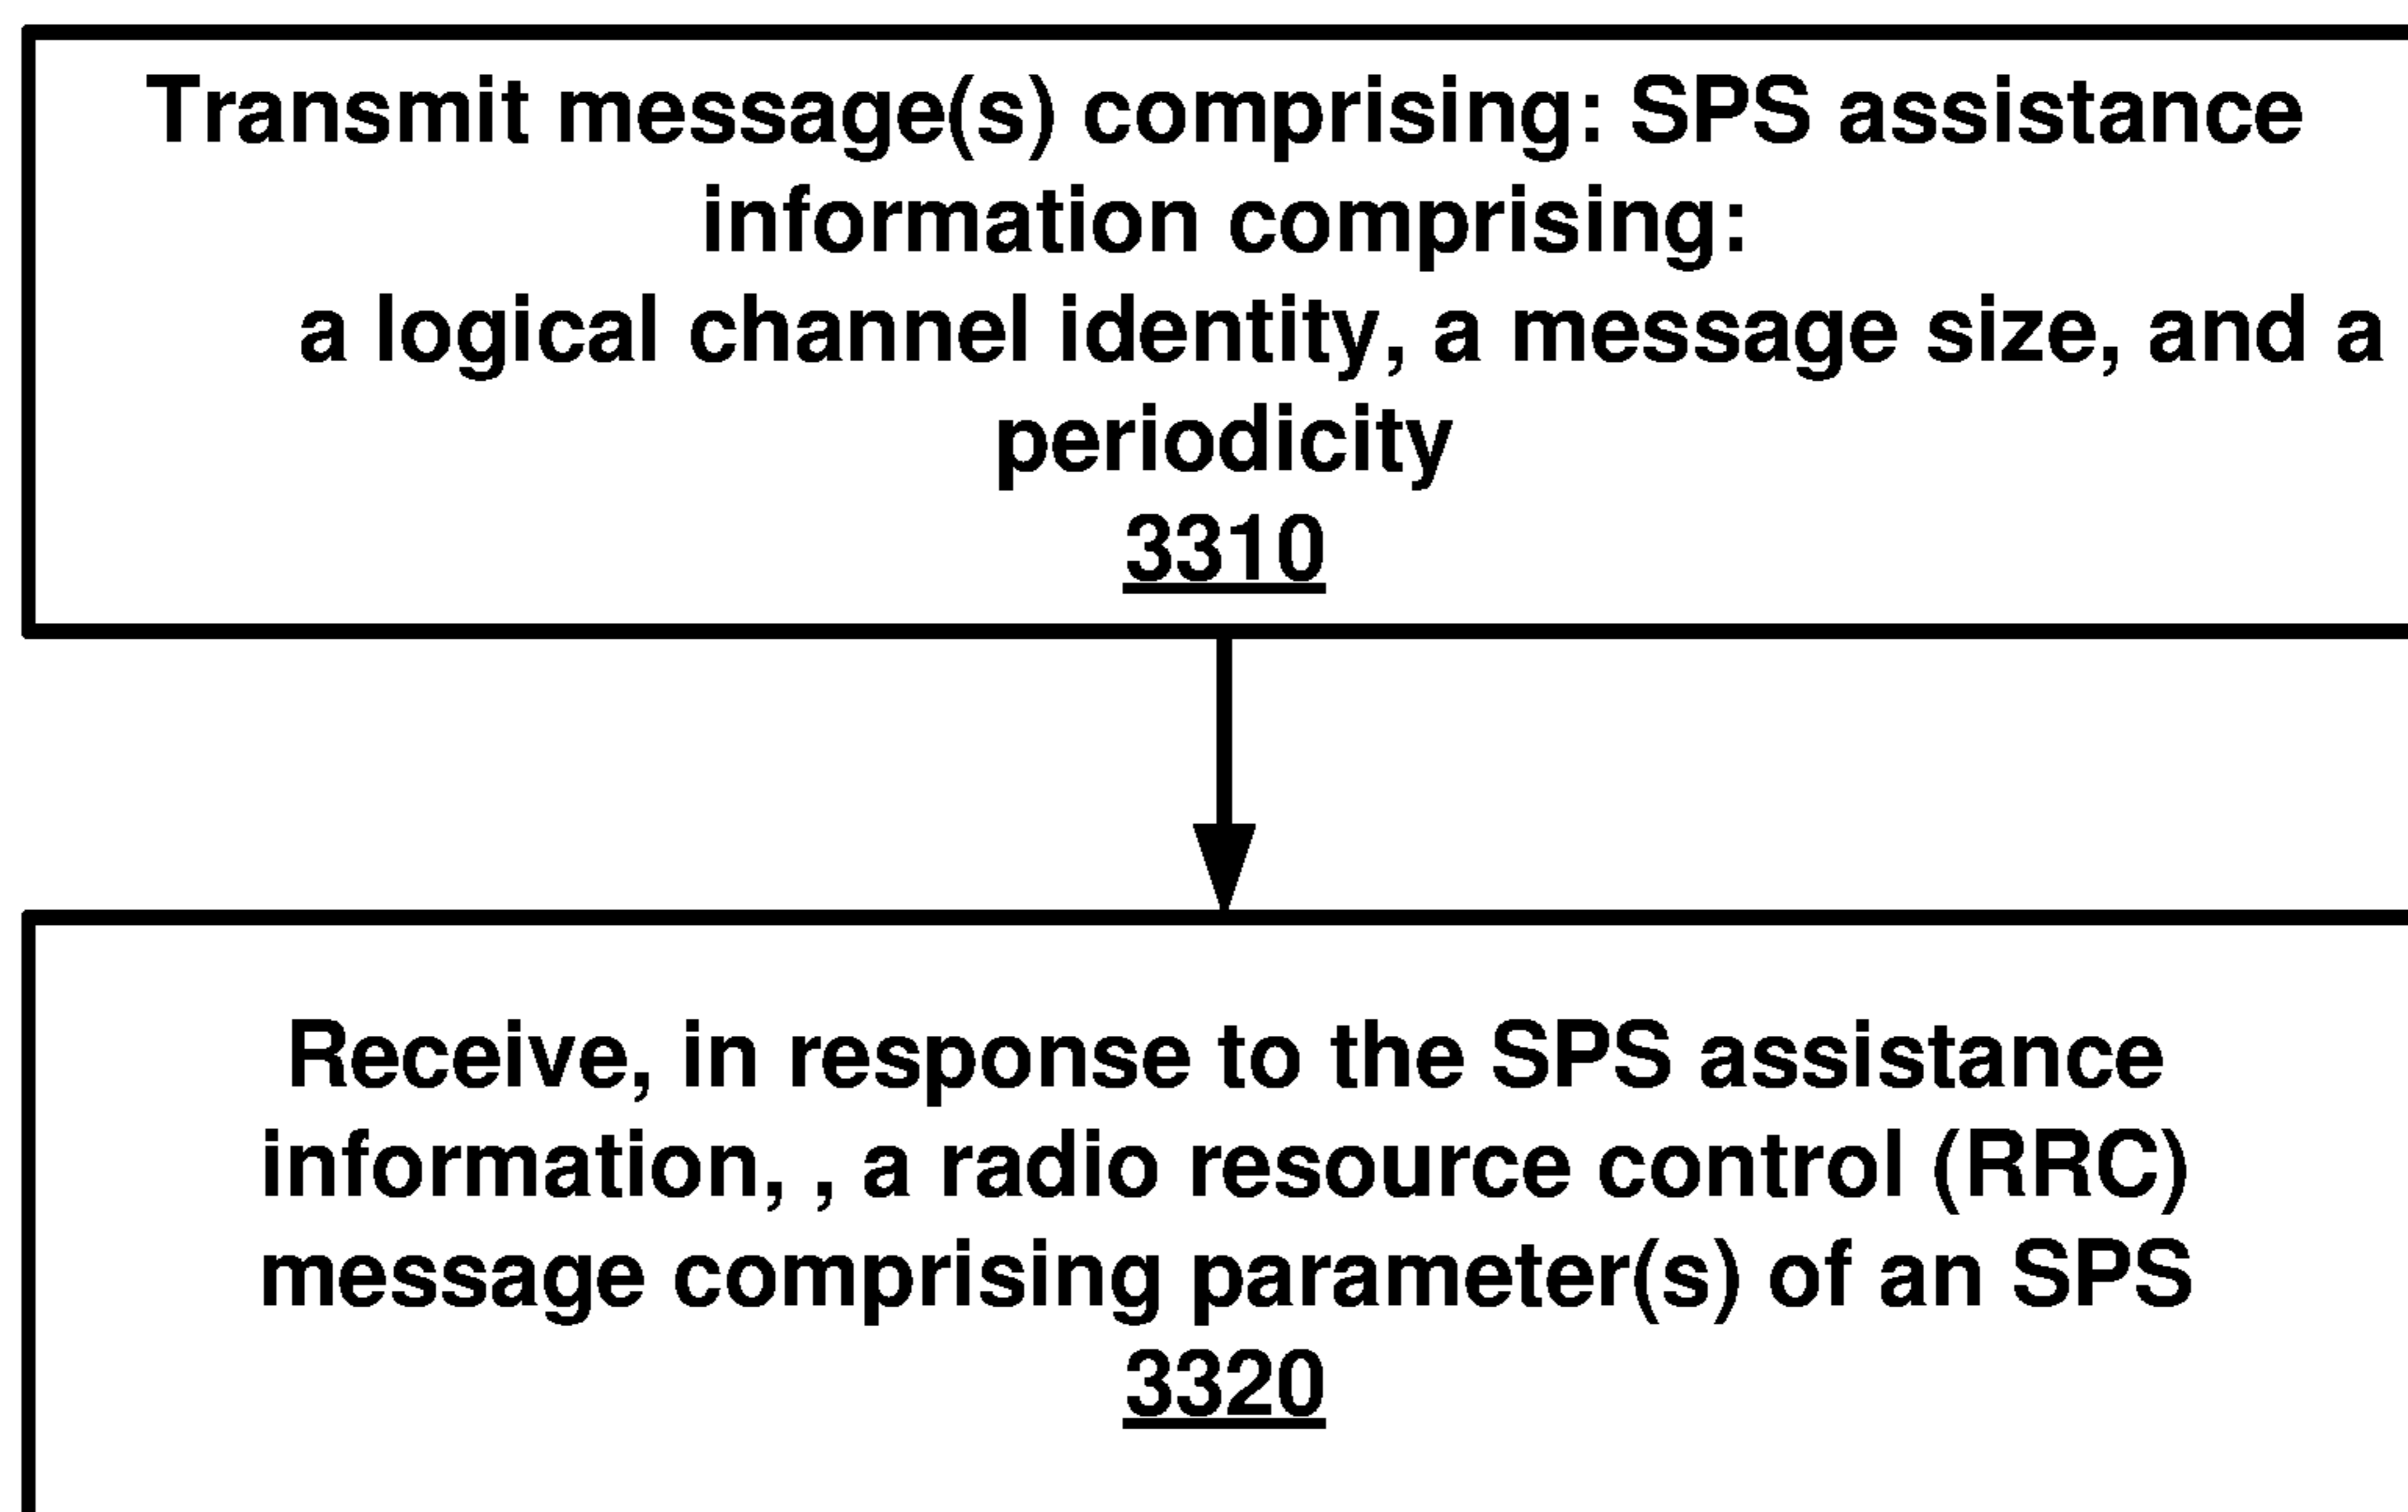 Transmit message(s) comprising: SPS assistance
information comprising:
a logical channel identity, a message size, and a
periodicity
3310
Receive, in response to the SPS assistance
information, , a radio resource control (RRC)
message comprising parameter(s) of an SPS
3320